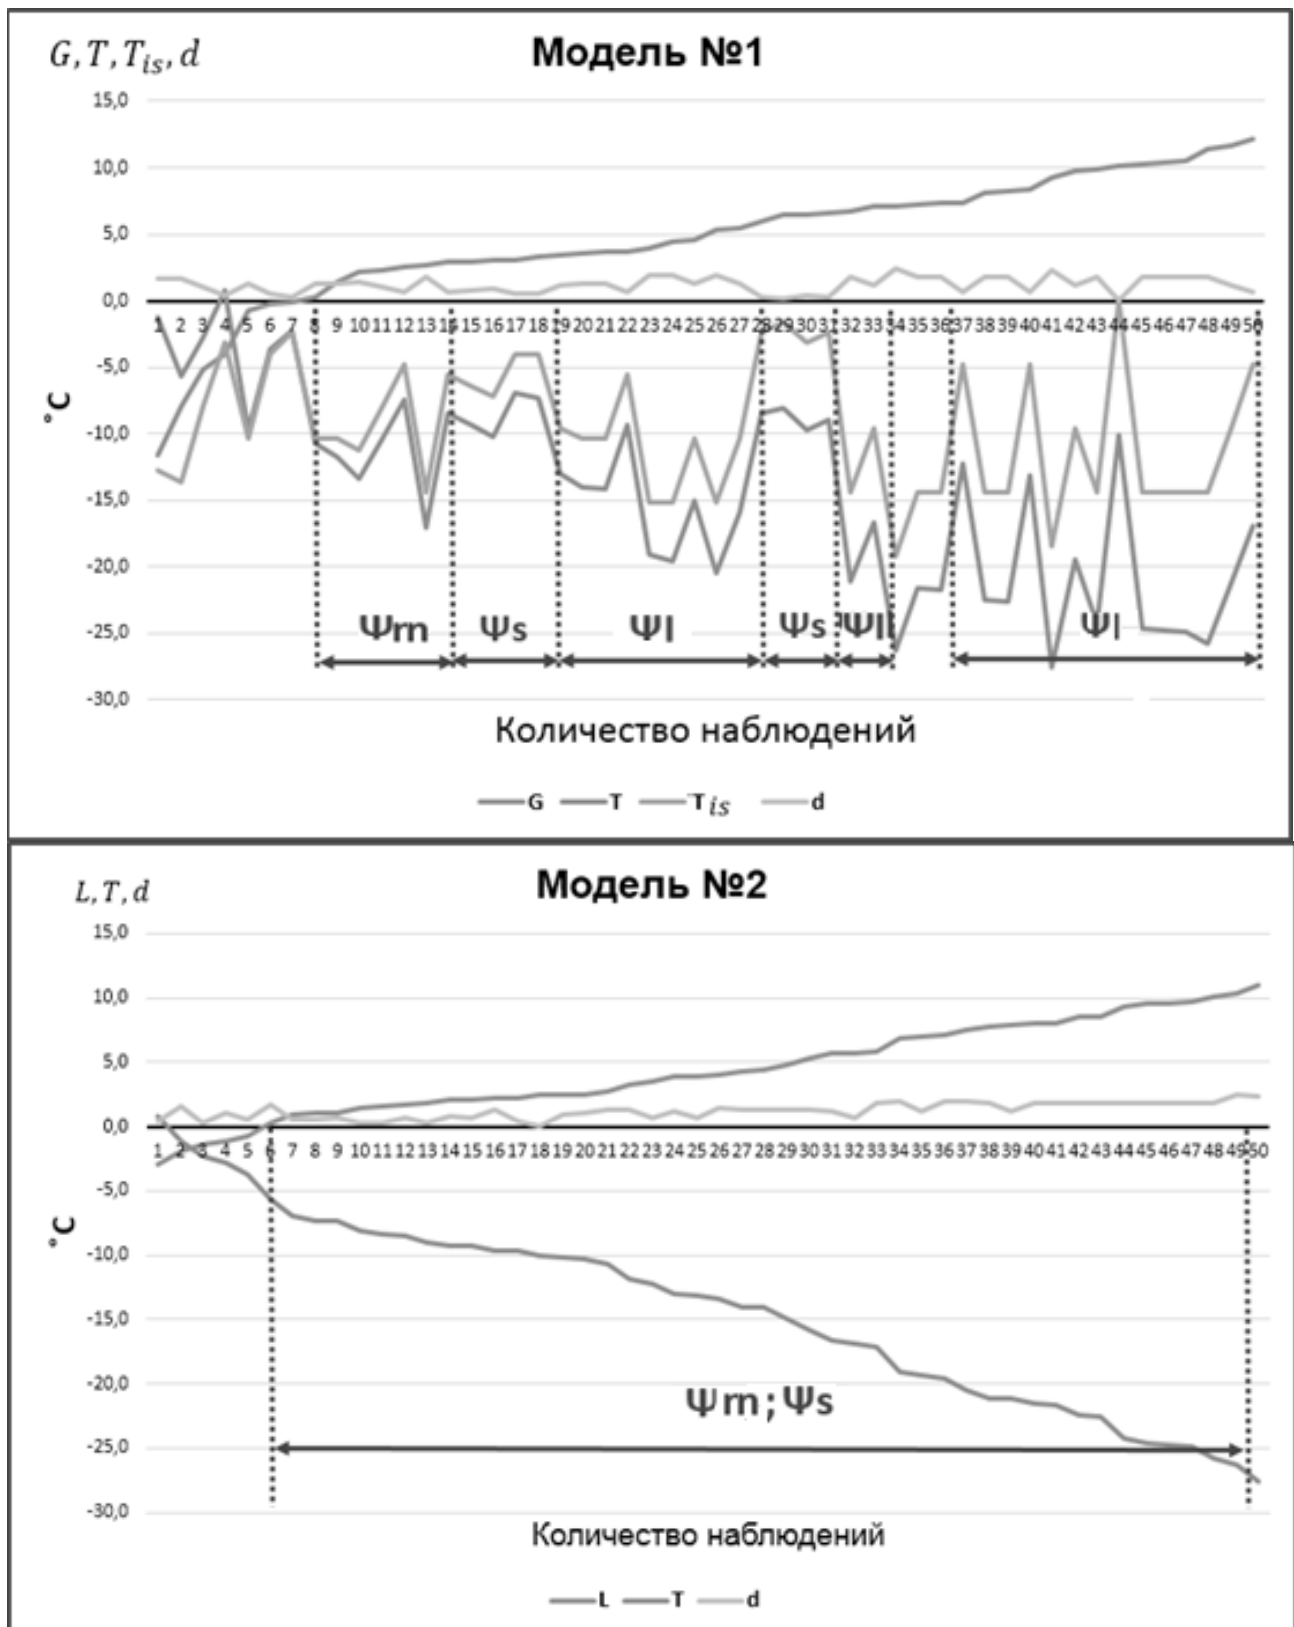 G, T, T_is, d
Модель №1
15,0
10,0
5,0
0,0
1 2 3 4 5 6 7 8 9 10 11 12 13 14 15 16 17 18 19 20 21 22 23 24 25 26 27 28 29 30 31 32 33 34 35 36 37 38 39 40 41 42 43 44 45 46 47 48 49 50
-5,0
°C
-10,0
-15,0
-20,0
-25,0
Ψrn Ψs Ψl Ψs Ψl Ψl
-30,0
Количество наблюдений
G T T_is d
L, T, d
Модель №2
15,0
10,0
5,0
0,0
1 2 3 4 5 6 7 8 9 10 11 12 13 14 15 16 17 18 19 20 21 22 23 24 25 26 27 28 29 30 31 32 33 34 35 36 37 38 39 40 41 42 43 44 45 46 47 48 49 50
-5,0
°C
-10,0
-15,0
-20,0
Ψrn ; Ψs
-25,0
-30,0
Количество наблюдений
L T d